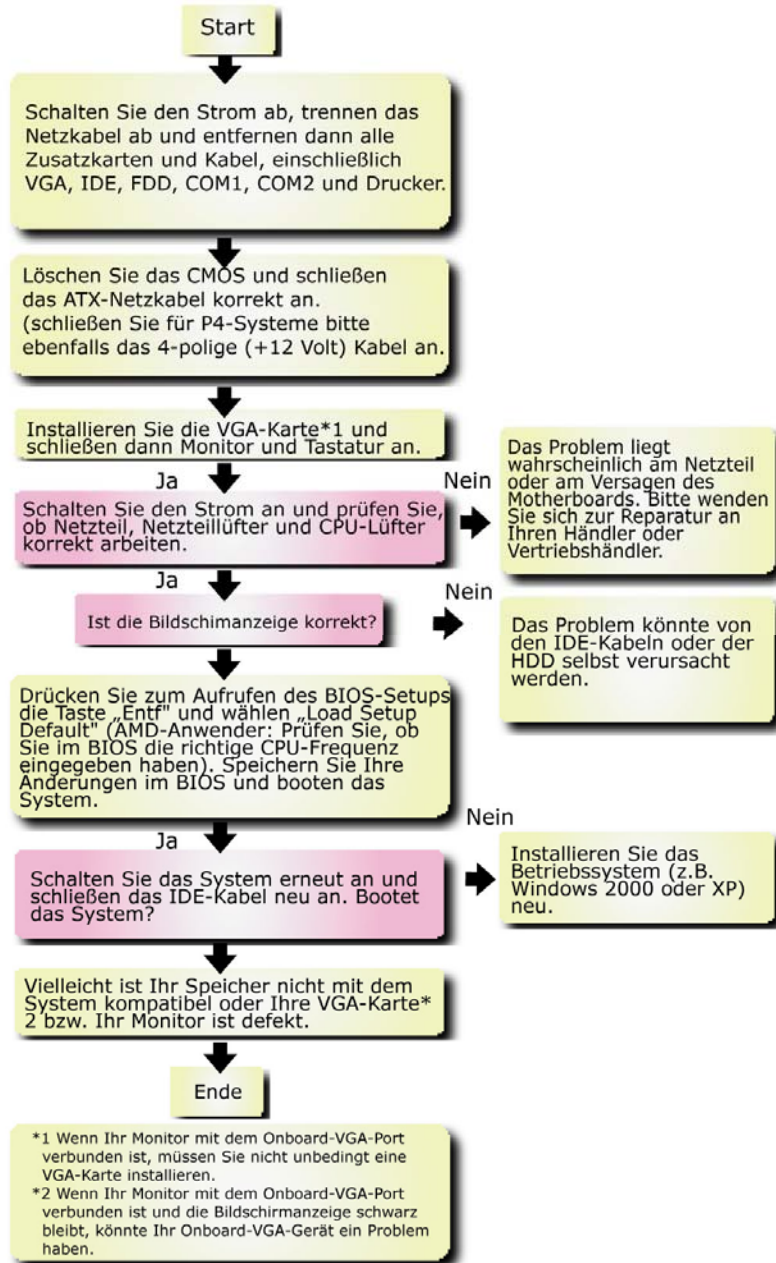 Start
Schalten Sie den Strom ab, trennen das
Netzkabel ab und entfernen dann alle
Zusatzkarten und Kabel, einschließlich
VGA, IDE, FDD, COM1, COM2 und Drucker.
Löschen Sie das CMOS und schließen
das ATX-Netzkabel korrekt an.
(schließen Sie für P4-Systeme bitte
ebenfalls das 4-polige (+12 Volt) Kabel an.
Installieren Sie die VGA-Karte*1 und
schließen dann Monitor und Tastatur an.
Ja
Nein
Schalten Sie den Strom an und prüfen Sie,
ob Netzteil, Netzteillüfter und CPU-Lüfter
korrekt arbeiten.
Das Problem liegt
wahrscheinlich am Netzteil
oder am Versagen des
Motherboards. Bitte wenden
Sie sich zur Reparatur an
Ihren Händler oder
Vertriebshändler.
Ja
Nein
Ist die Bildschimanzeige korrekt?
Das Problem könnte von
den IDE-Kabeln oder der
HDD selbst verursacht
werden.
Drücken Sie zum Aufrufen des BIOS-Setups
die Taste „Entf" und wählen „Load Setup
Default" (AMD-Anwender: Prüfen Sie, ob
Sie im BIOS die richtige CPU-Frequenz
eingegeben haben). Speichern Sie Ihre
Änderungen im BIOS und booten das
System.
Ja
Nein
Schalten Sie das System erneut an und
schließen das IDE-Kabel neu an. Bootet
das System?
Installieren Sie das
Betriebssystem (z.B.
Windows 2000 oder XP)
neu.
Vielleicht ist Ihr Speicher nicht mit dem
System kompatibel oder Ihre VGA-Karte*
2 bzw. Ihr Monitor ist defekt.
Ende
*1 Wenn Ihr Monitor mit dem Onboard-VGA-Port
verbunden ist, müssen Sie nicht unbedingt eine
VGA-Karte installieren.
*2 Wenn Ihr Monitor mit dem Onboard-VGA-Port
verbunden ist und die Bildschirmanzeige schwarz
bleibt, könnte Ihr Onboard-VGA-Gerät ein Problem
haben.